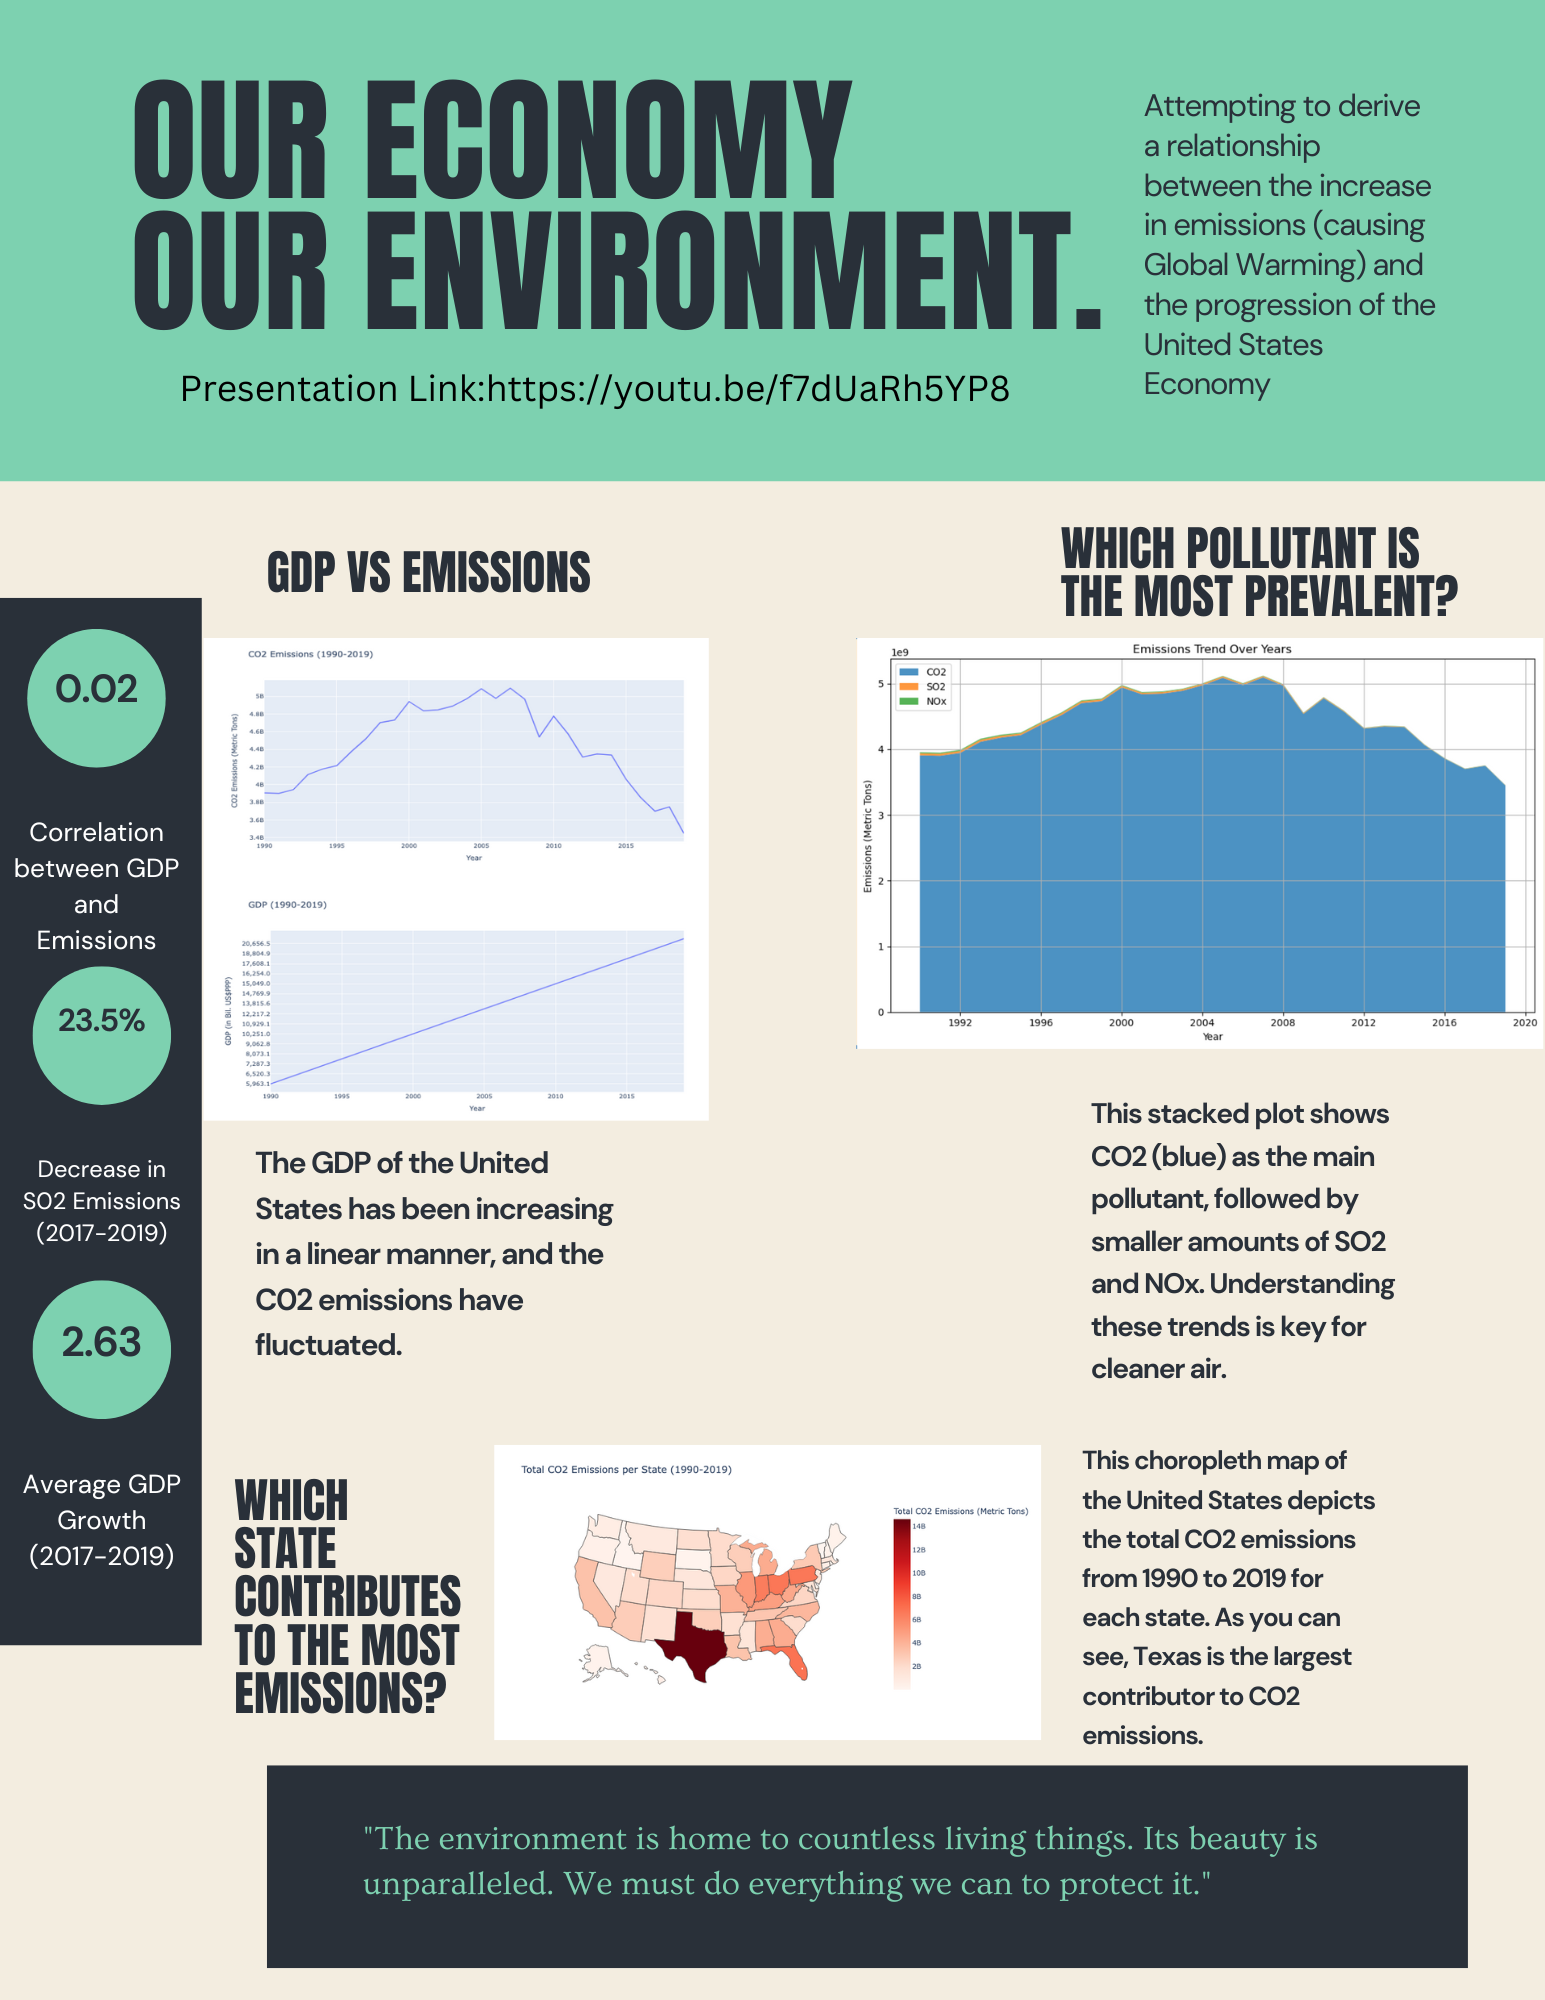 OUR ECONOMY
OUR ENVIRONMENT.
Presentation Link:https://youtu.be/f7dUaRh5YP8
Attempting to derive
a relationship
between the increase
in emissions (causing
Global Warming) and
the progression of the
United States
Economy
0.02
Correlation
between GDP
and
Emissions
23.5%
Decrease in
S02 Emissions
(2017-2019)
2.63
Average GDP
Growth
(2017-2019)
GDP VS EMISSIONS
CO2 Emissions (1990-2019)
CO2 Emissions (Metric Tons)
5B
4.8B
4.6B
4.4B
4.2B
4B
3.8B
3.6B
3.4B
1990 1995 2000 2005 2010 2015
Year
GDP (1990-2019)
GDP (in Bil. US$PPP)
20,656.5
18,804.9
17,608.1
16,254.0
15,049.0
14,769.9
13,815.6
12,217.2
10,929.1
10,251.0
9,062.8
8,073.1
7,287.3
6,520.3
5,963.1
1990 1995 2000 2005 2010 2015
Year
The GDP of the United
States has been increasing
in a linear manner, and the
C02 emissions have
fluctuated.
WHICH POLLUTANT IS
THE MOST PREVALENT?
Emissions Trend Over Years
1e9
CO2
SO2
NOx
Emissions (Metric Tons)
5
4
3
2
1
0
1992 1996 2000 2004 2008 2012 2016 2020
Year
This stacked plot shows
CO2 (blue) as the main
pollutant, followed by
smaller amounts of SO2
and NOx. Understanding
these trends is key for
cleaner air.
WHICH
STATE
CONTRIBUTES
TO THE MOST
EMISSIONS?
Total CO2 Emissions per State (1990-2019)
Total CO2 Emissions (Metric Tons)
14B
12B
10B
8B
6B
4B
2B
This choropleth map of
the United States depicts
the total CO2 emissions
from 1990 to 2019 for
each state. As you can
see, Texas is the largest
contributor to CO2
emissions.
"The environment is home to countless living things. Its beauty is
unparalleled. We must do everything we can to protect it."